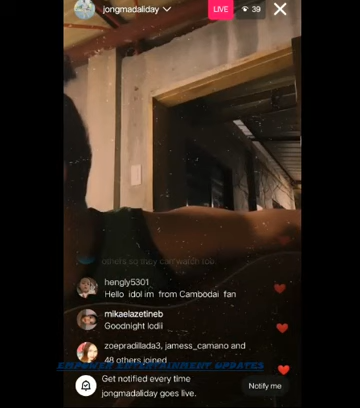 jongmadaliday
LIVE
39
others so they can watch too.
hengly5301
Hello idol im from Cambodai fan
mikaelazetineb
Goodnight lodii
zoepradillada3, jamess_camano and
48 others joined
EMPOWER ENTERTAINMENT UPDATES
Get notified every time
jongmadaliday goes live.
Notify me